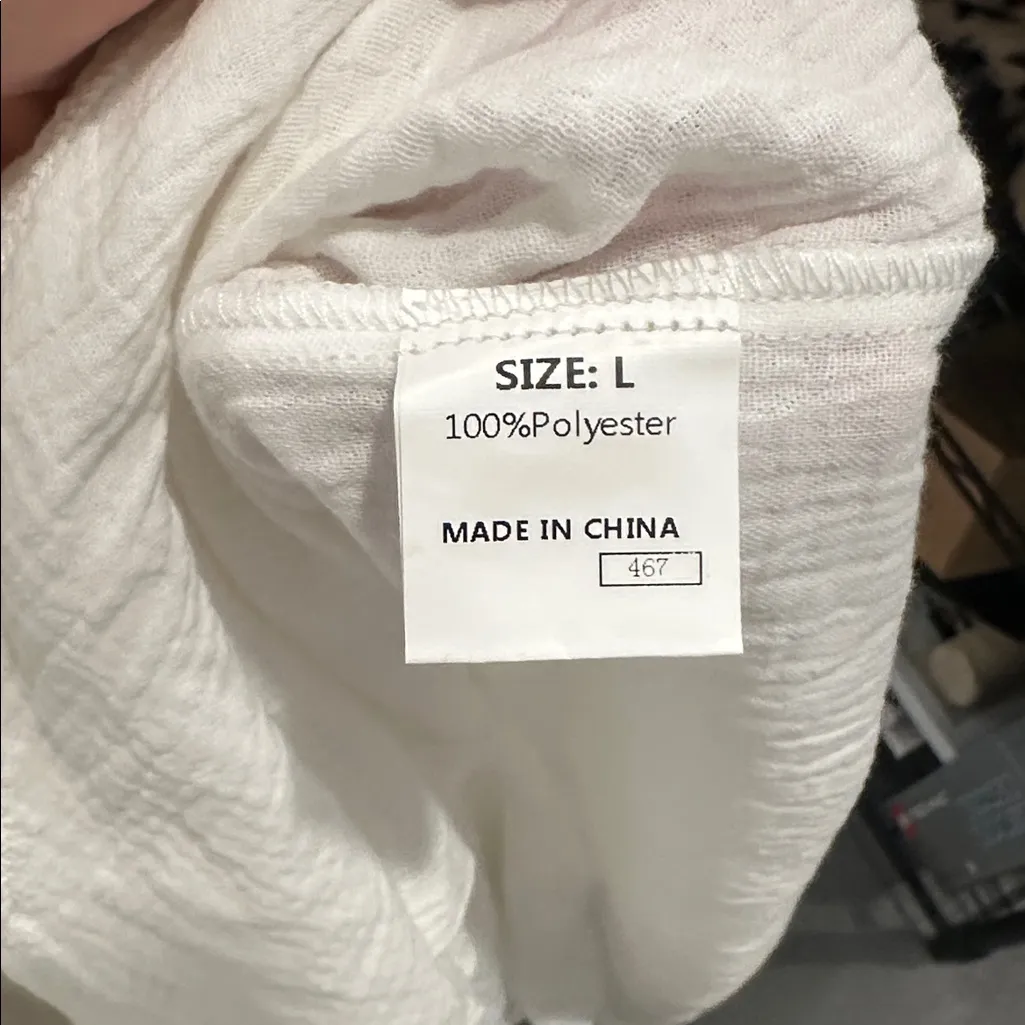 SIZE: L
100%Polyester
MADE IN CHINA
467